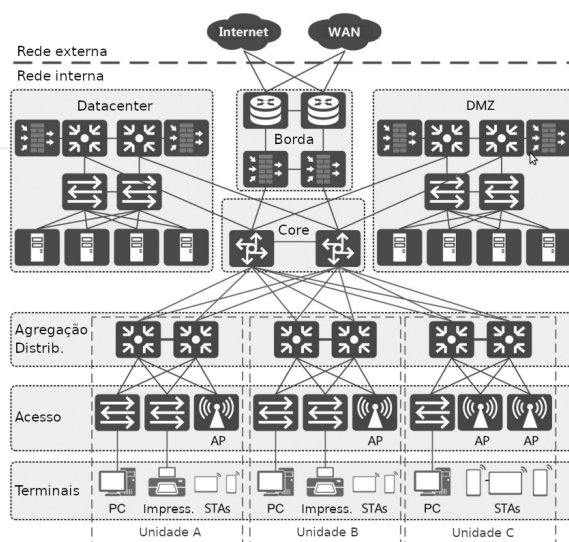 Internet
WAN
Rede externa
Rede interna
Datacenter
Borda
DMZ
Core
Agregação
Distrib.
Acesso
AP
AP
AP
AP
Terminais
PC
Impress.
STAs
PC
Impress.
STAs
PC
STAs
Unidade A
Unidade B
Unidade C